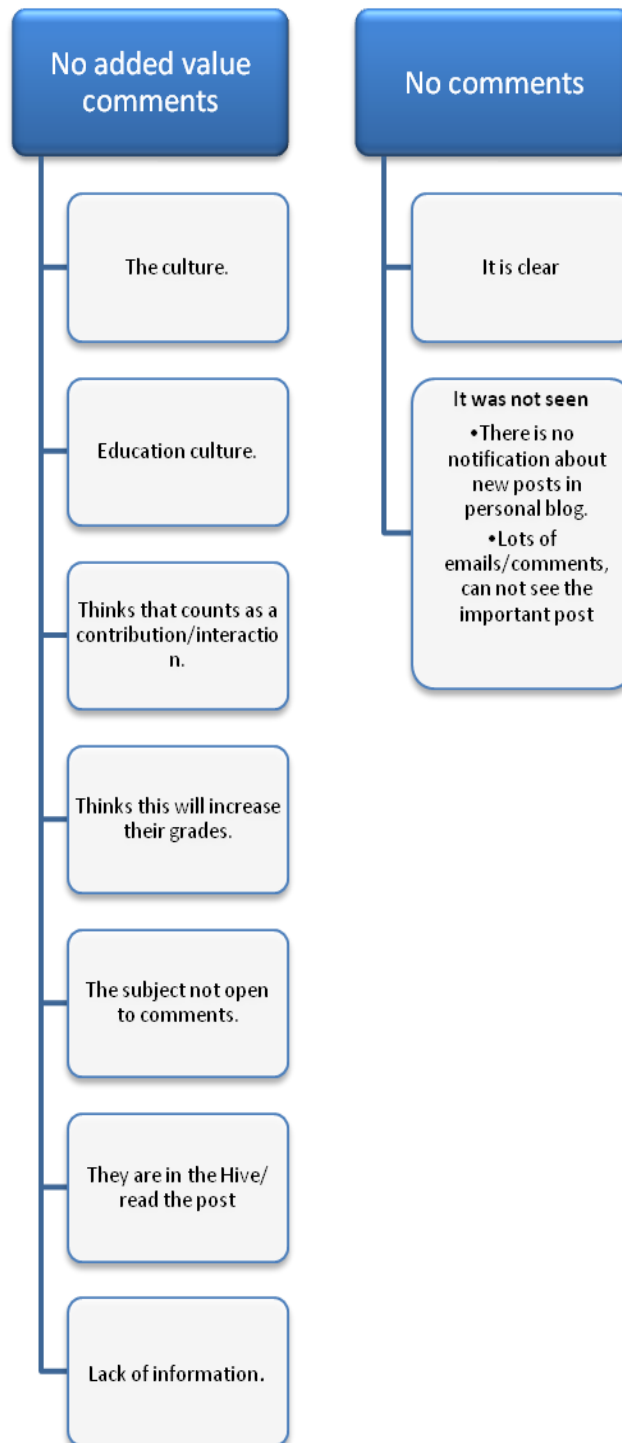 No added value
comments
The culture.
Education culture.
Thinks that counts as a
contribution/interactio
n.
Thinks this will increase
their grades.
The subject not open
to comments.
They are in the Hive/
read the post
Lack of information.
No comments
It is clear
It was not seen
•There is no
notification about
new posts in
personal blog.
•Lots of
emails/comments,
can not see the
important post